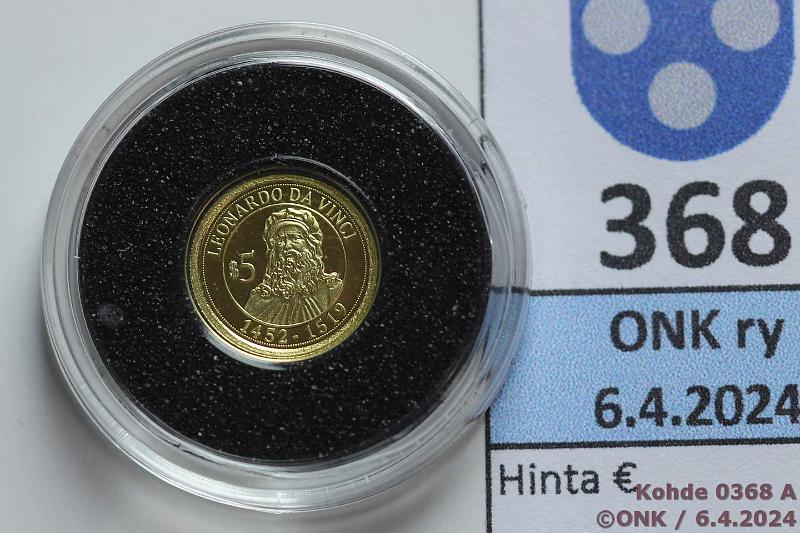 LEONARDO DA VINCI
$5
1452 - 1519
368
ONK ry
6.4.2024
Hinta €
Kohde 0368 A
©ONK / 6.4.2024